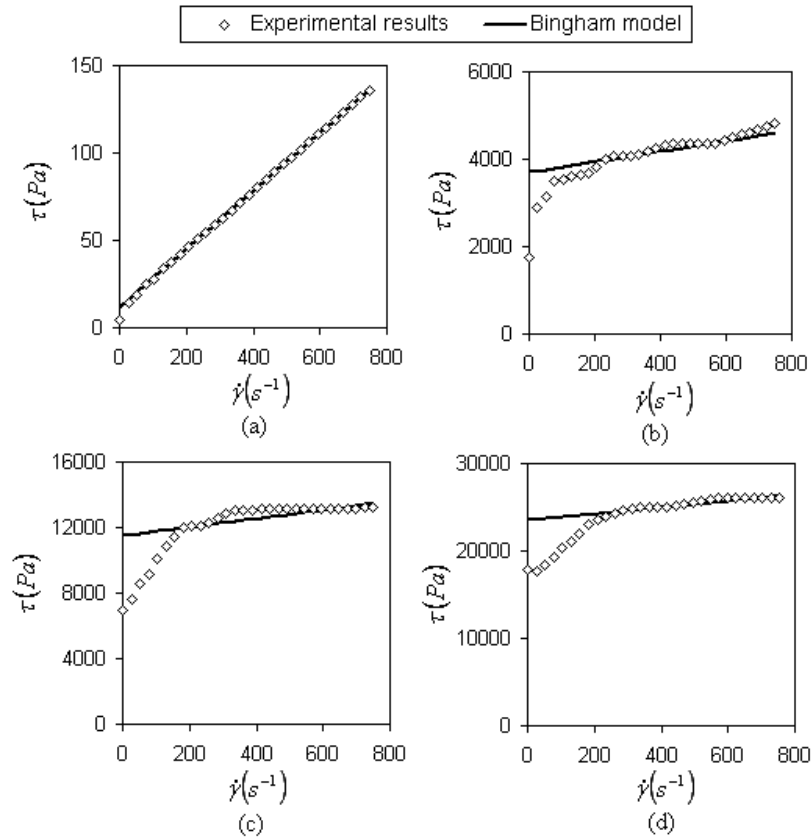 Experimental results
Bingham model
150
100
50
0
0 200 400 600 800
τ(Pa)
γ̇(s⁻¹)
(a)
6000
4000
2000
0
0 200 400 600 800
τ(Pa)
γ̇(s⁻¹)
(b)
16000
12000
8000
4000
0
0 200 400 600 800
τ(Pa)
γ̇(s⁻¹)
(c)
30000
20000
10000
0
0 200 400 600 800
τ(Pa)
γ̇(s⁻¹)
(d)